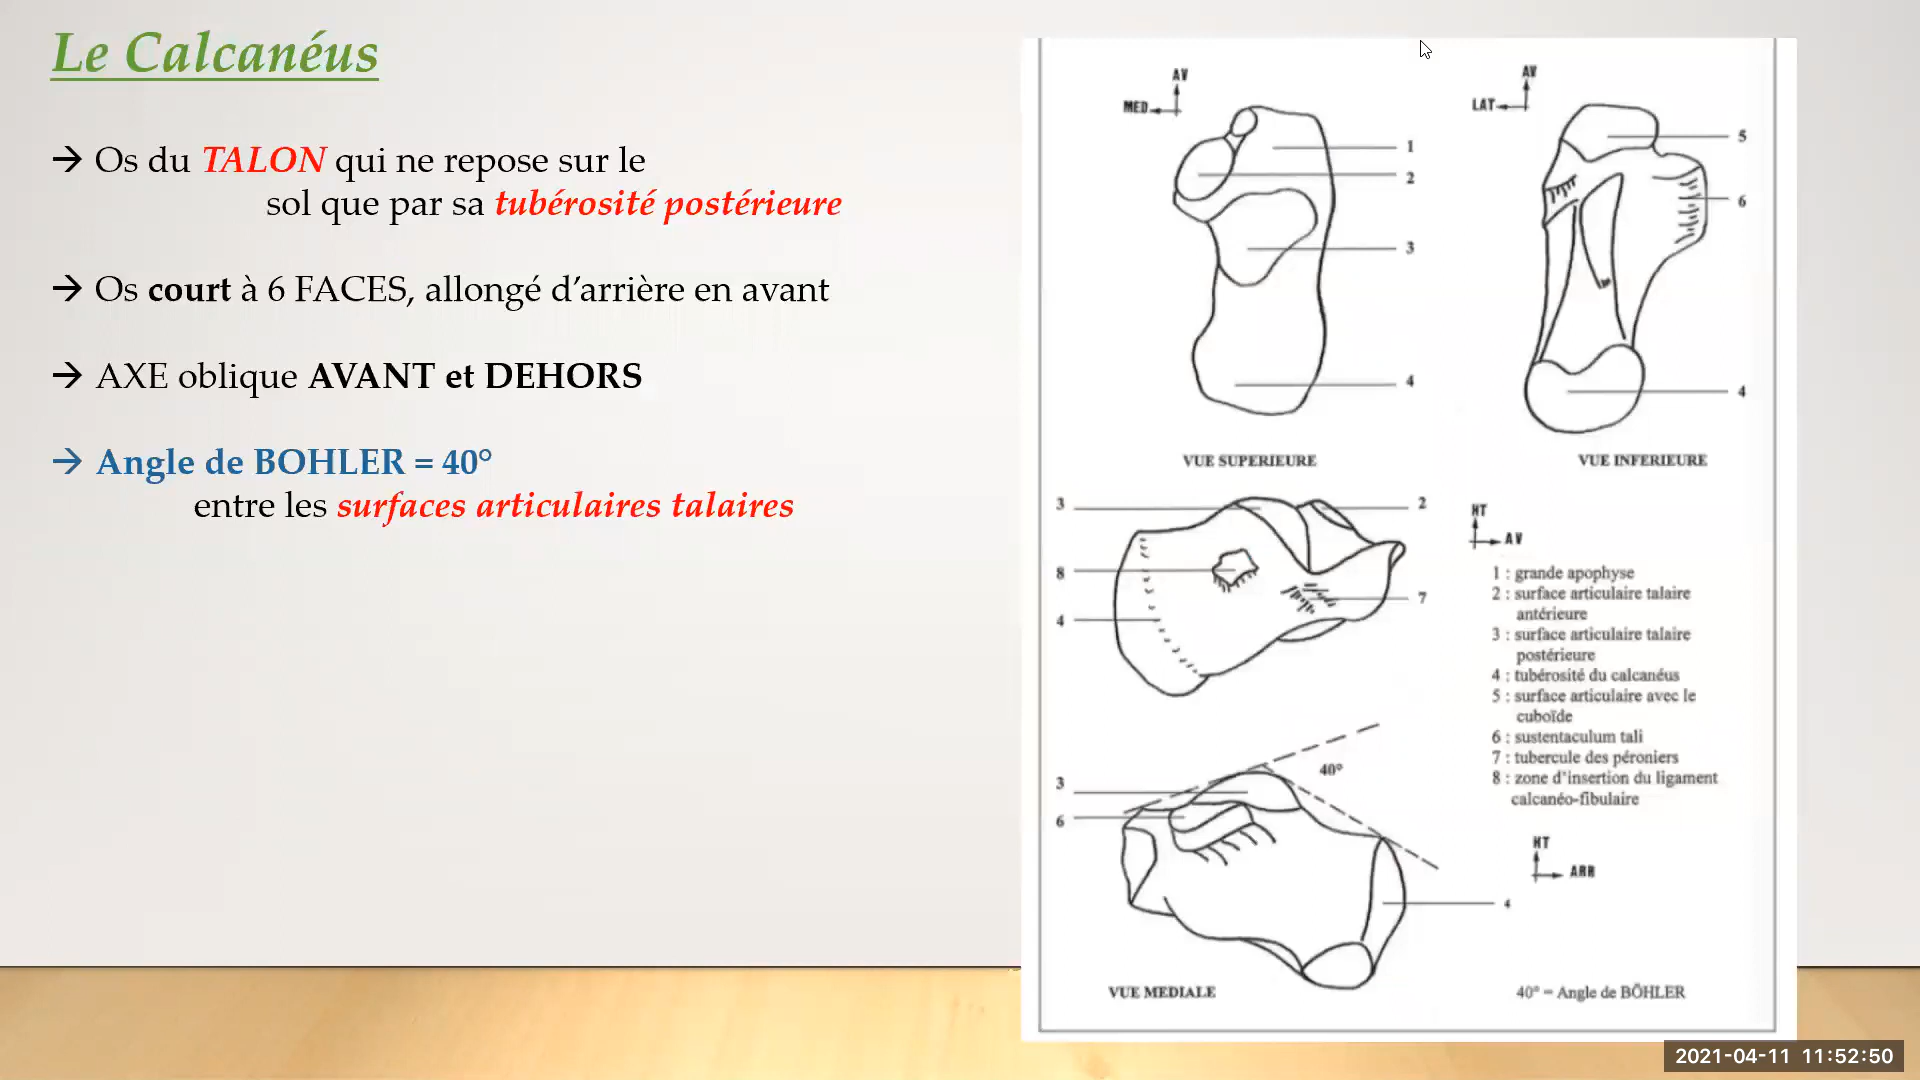 Le Calcanéus
→ Os du TALON qui ne repose sur le
sol que par sa tubérosité postérieure
→ Os court à 6 FACES, allongé d’arrière en avant
→ AXE oblique AVANT et DEHORS
→ Angle de BOHLER = 40°
entre les surfaces articulaires talaires
AV
MED
1
2
3
4
VUE SUPERIEURE
AV
LAT
5
6
4
VUE INFERIEURE
3
2
8
7
4
HT
AV
1 : grande apophyse
2 : surface articulaire talaire
antérieure
3 : surface articulaire talaire
postérieure
4 : tubérosité du calcanéus
5 : surface articulaire avec le
cuboïde
6 : sustentaculum tali
7 : tubercule des péroniers
8 : zone d’insertion du ligament
calcanéo-fibulaire
40°
3
6
4
HT
ARR
VUE MEDIALE
40° = Angle de BÖHLER
2021-04-11 11:52:50